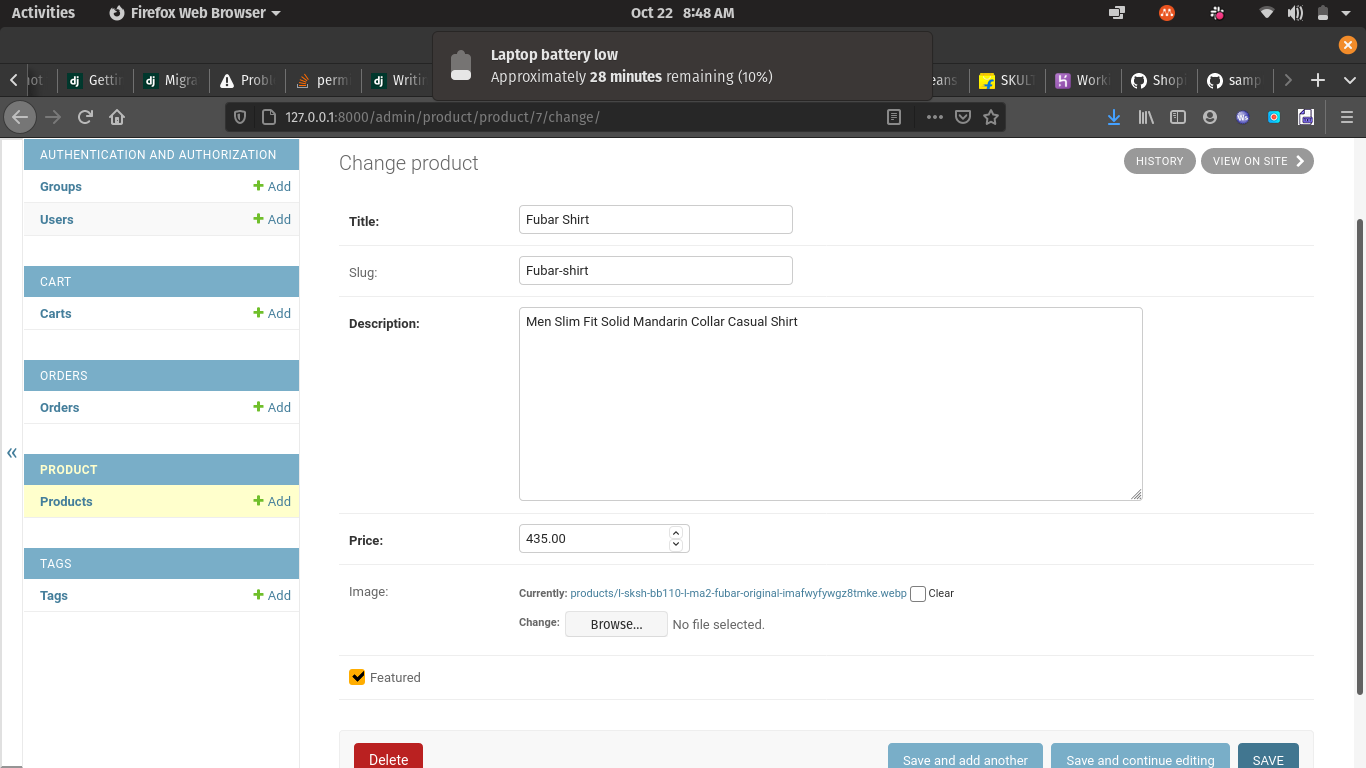 Activities Firefox Web Browser Oct 22 8:48 AM
Laptop battery low
Approximately 28 minutes remaining (10%)
Gettin Migra Probl perm Writin eans SKUL Worki Shopi samp
127.0.0.1:8000/admin/product/product/7/change/
AUTHENTICATION AND AUTHORIZATION
Groups Add
Users Add
CART
Carts Add
ORDERS
Orders Add
PRODUCT
Products Add
TAGS
Tags Add
Change product
HISTORY VIEW ON SITE
Title: Fubar Shirt
Slug: Fubar-shirt
Description: Men Slim Fit Solid Mandarin Collar Casual Shirt
Price: 435.00
Image: Currently: products/l-sksh-bb110-l-ma2-fubar-original-imafwyfywgz8tmke.webp Clear
Change: Browse... No file selected.
Featured
Delete Save and add another Save and continue editing SAVE